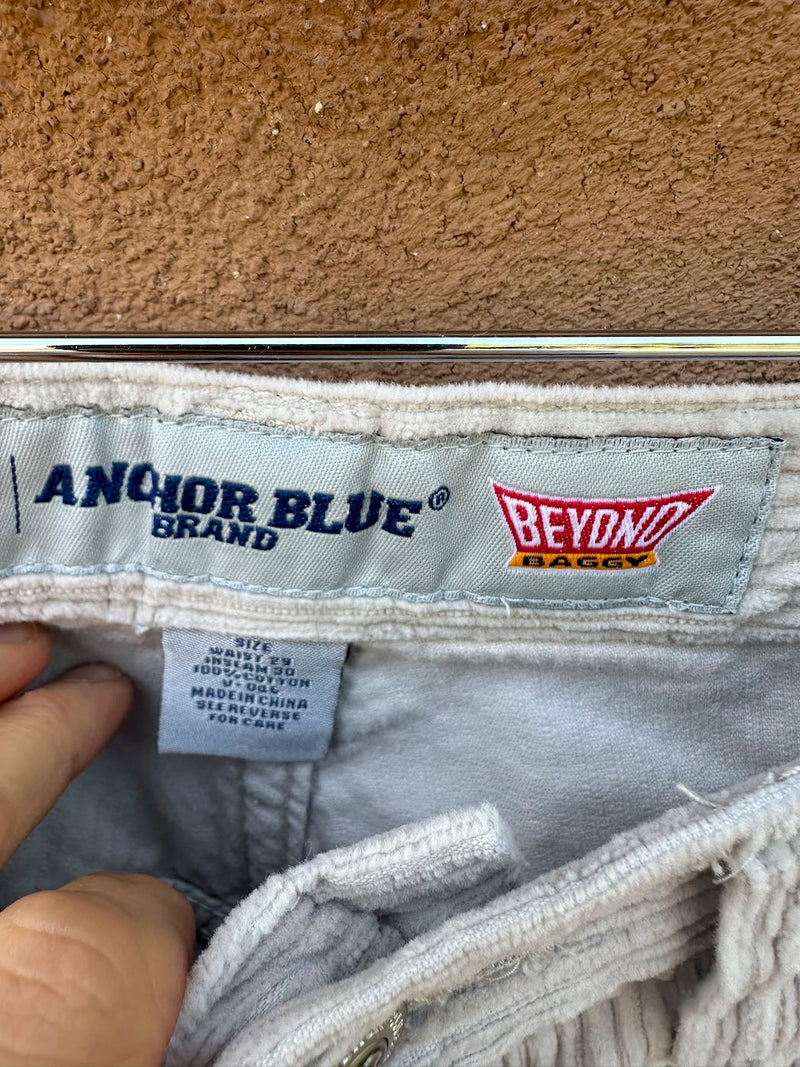 ANCHOR BLUE®
BRAND
BEYOND
BAGGY
SIZE
WAIST 29
INSEAM 30
100% COTTON
MADE IN CHINA
SEE REVERSE
FOR CARE